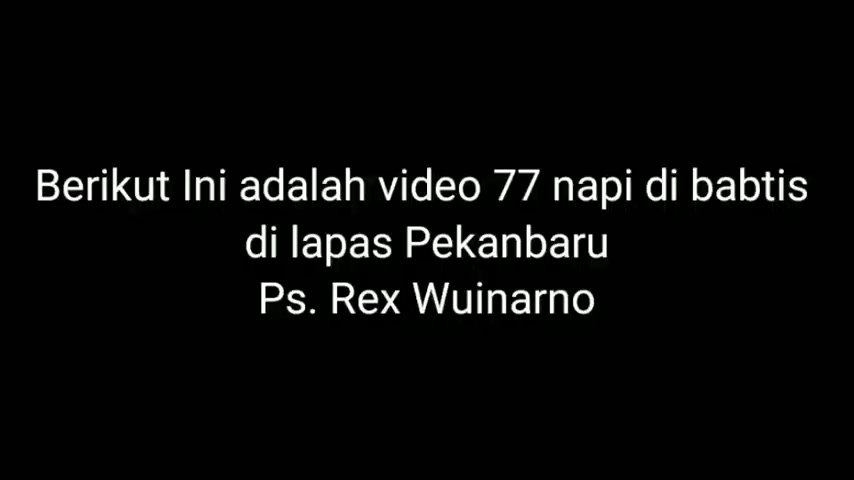 Berikut Ini adalah video 77 napi di babtis
di lapas Pekanbaru
Ps. Rex Wuinarno